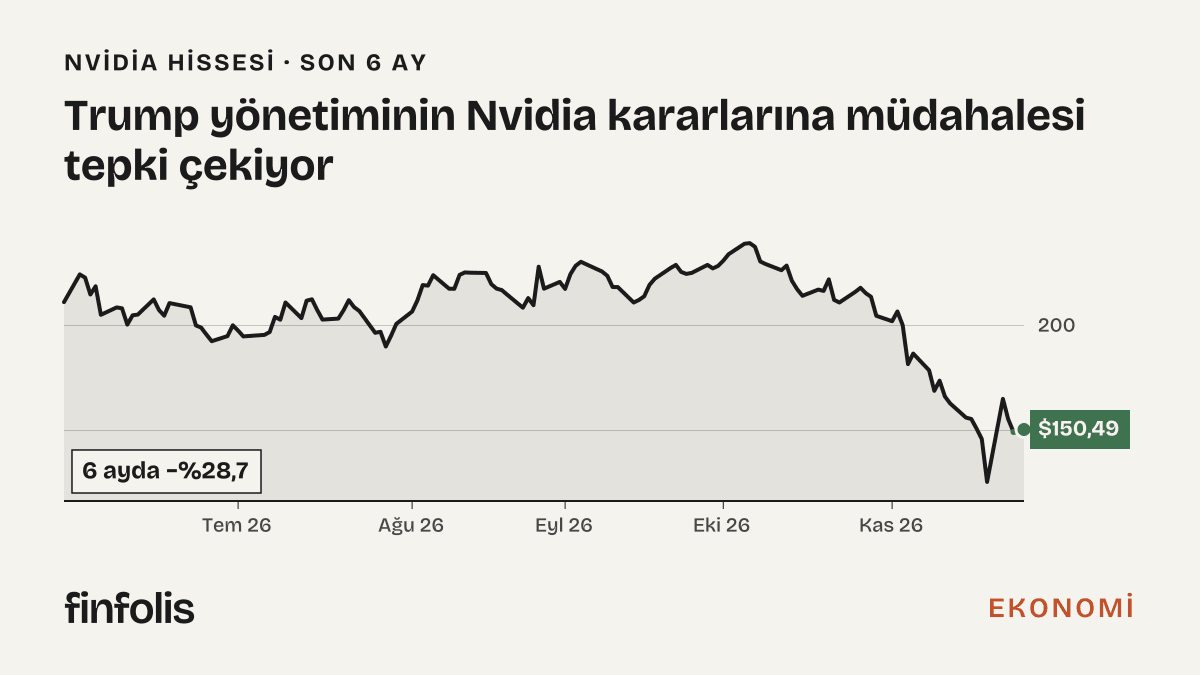 NVİDİA HİSSESİ · SON 6 AY
Trump yönetiminin Nvidia kararlarına müdahalesi
tepki çekiyor
200
$150,49
6 ayda -%28,7
Tem 26
Ağu 26
Eyl 26
Eki 26
Kas 26
finfolis
EKONOMİ